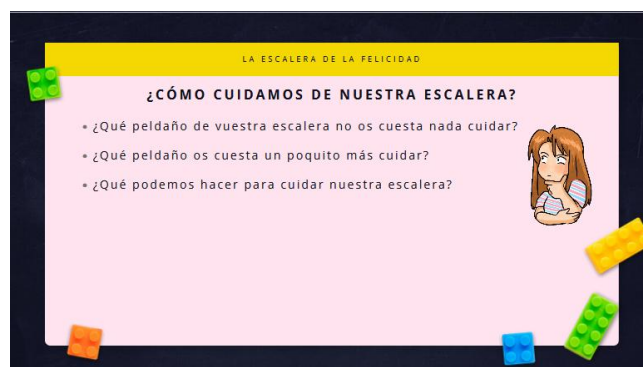 LA ESCALERA DE LA FELICIDAD
¿CÓMO CUIDAMOS DE NUESTRA ESCALERA?
• ¿Qué peldaño de vuestra escalera no os cuesta nada cuidar?
• ¿Qué peldaño os cuesta un poquito más cuidar?
• ¿Qué podemos hacer para cuidar nuestra escalera?